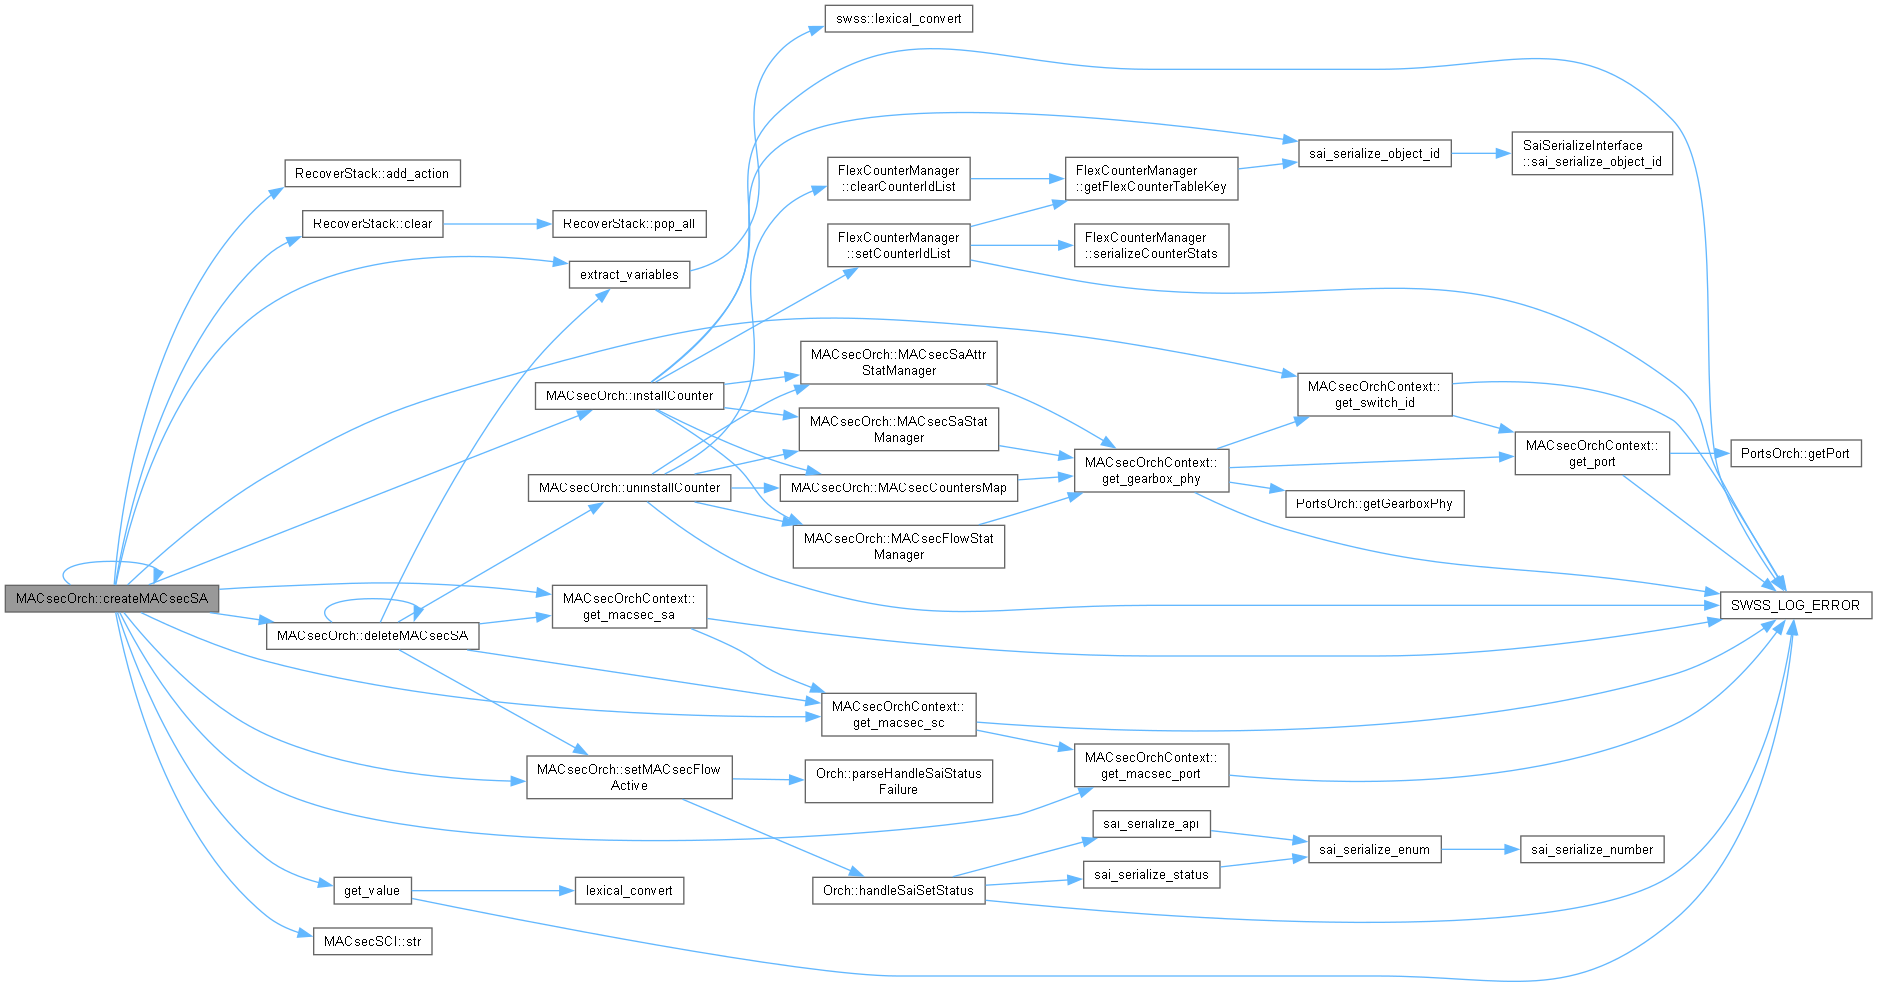 swss::lexical_convert
RecoverStack::add_action
RecoverStack::clear
RecoverStack::pop_all
extract_variables
FlexCounterManager
::clearCounterIdList
FlexCounterManager
::setCounterIdList
FlexCounterManager
::getFlexCounterTableKey
FlexCounterManager
::serializeCounterStats
sai_serialize_object_id
SaiSerializeInterface
::sai_serialize_object_id
MACsecOrch::installCounter
MACsecOrch::uninstallCounter
MACsecOrch::MACsecSaAttr
StatManager
MACsecOrch::MACsecSaStat
Manager
MACsecOrch::MACsecCountersMap
MACsecOrch::MACsecFlowStat
Manager
MACsecOrchContext::
get_gearbox_phy
MACsecOrchContext::
get_switch_id
MACsecOrchContext::
get_port
PortsOrch::getPort
PortsOrch::getGearboxPhy
SWSS_LOG_ERROR
MACsecOrch::createMACsecSA
MACsecOrch::deleteMACsecSA
MACsecOrchContext::
get_macsec_sa
MACsecOrchContext::
get_macsec_sc
MACsecOrchContext::
get_macsec_port
MACsecOrch::setMACsecFlow
Active
Orch::parseHandleSaiStatus
Failure
Orch::handleSaiSetStatus
sai_serialize_api
sai_serialize_status
sai_serialize_enum
sai_serialize_number
get_value
lexical_convert
MACsecSCI::str